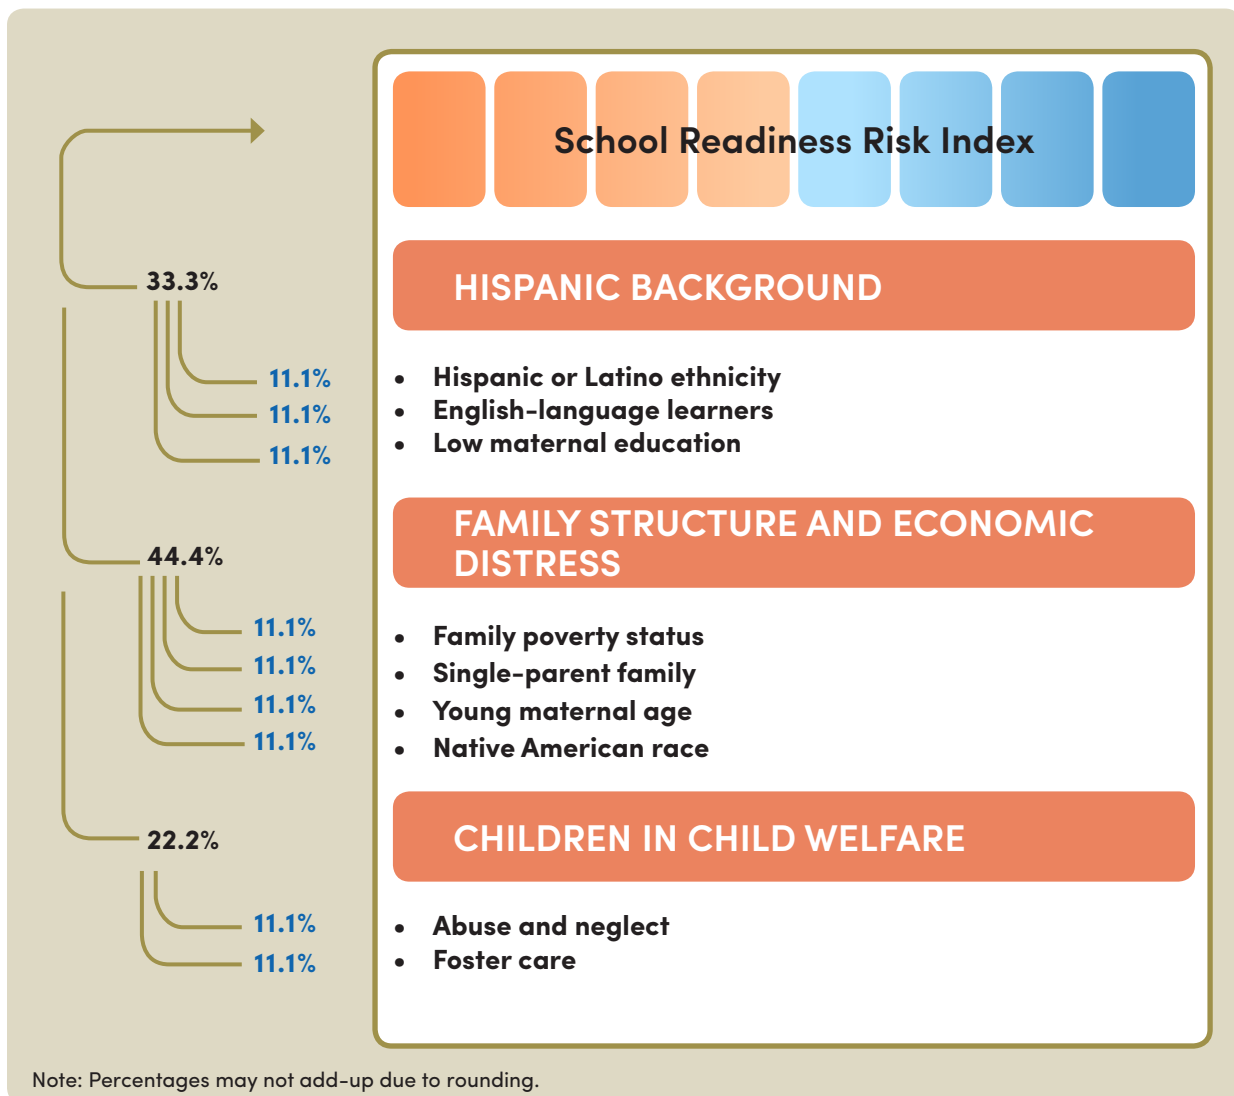 School Readiness Risk Index
33.3%
HISPANIC BACKGROUND
11.1%
• Hispanic or Latino ethnicity
11.1%
• English-language learners
11.1%
• Low maternal education
44.4%
FAMILY STRUCTURE AND ECONOMIC
DISTRESS
11.1%
• Family poverty status
11.1%
• Single-parent family
11.1%
• Young maternal age
11.1%
• Native American race
22.2%
CHILDREN IN CHILD WELFARE
11.1%
• Abuse and neglect
11.1%
• Foster care
Note: Percentages may not add-up due to rounding.